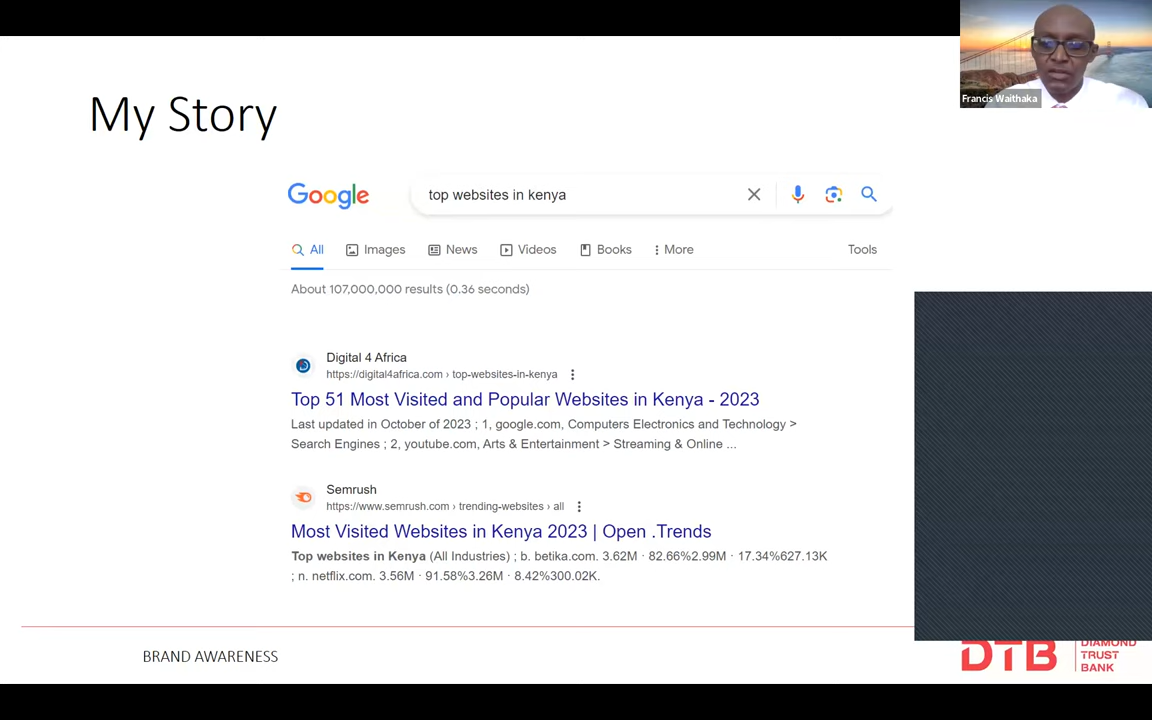 Francis Waithaka
My Story
Google
top websites in kenya
All Images News Videos Books More Tools
About 107,000,000 results (0.36 seconds)
Digital 4 Africa
https://digital4africa.com › top-websites-in-kenya
Top 51 Most Visited and Popular Websites in Kenya - 2023
Last updated in October of 2023 ; 1, google.com, Computers Electronics and Technology >
Search Engines ; 2, youtube.com, Arts & Entertainment > Streaming & Online ...
Semrush
https://www.semrush.com › trending-websites › all
Most Visited Websites in Kenya 2023 | Open .Trends
Top websites in Kenya (All Industries) ; b. betika.com. 3.62M · 82.66%2.99M · 17.34%627.13K
; n. netflix.com. 3.56M · 91.58%3.26M · 8.42%300.02K.
BRAND AWARENESS
DTB
DIAMOND
TRUST
BANK